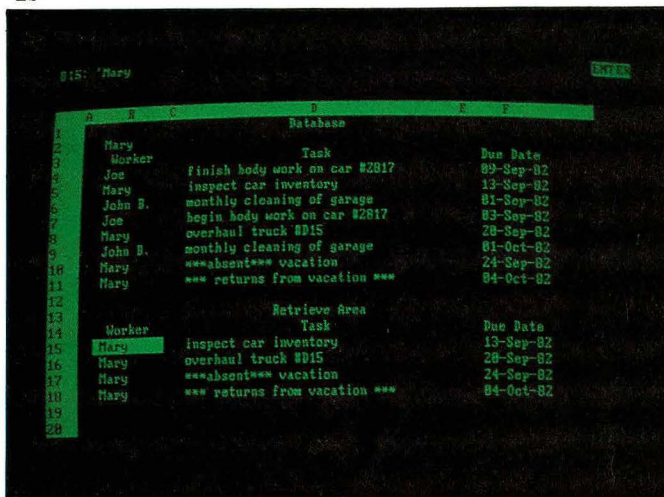 B15: 'Mary ENTER
A B C D E F
1 Database
2 Mary
3 Worker Task Due Date
4 Joe finish body work on car #2817 09-Sep-82
5 Mary inspect car inventory 13-Sep-82
6 John B. monthly cleaning of garage 01-Sep-82
7 Joe begin body work on car #2817 03-Sep-82
8 Mary overhaul truck #D15 20-Sep-82
9 John B. monthly cleaning of garage 01-Oct-82
10 Mary ***absent*** vacation 24-Sep-82
11 Mary *** returns from vacation *** 04-Oct-82
12
13 Retrieve Area
14 Worker Task Due Date
15 Mary inspect car inventory 13-Sep-82
16 Mary overhaul truck #D15 20-Sep-82
17 Mary ***absent*** vacation 24-Sep-82
18 Mary *** returns from vacation *** 04-Oct-82
19
20